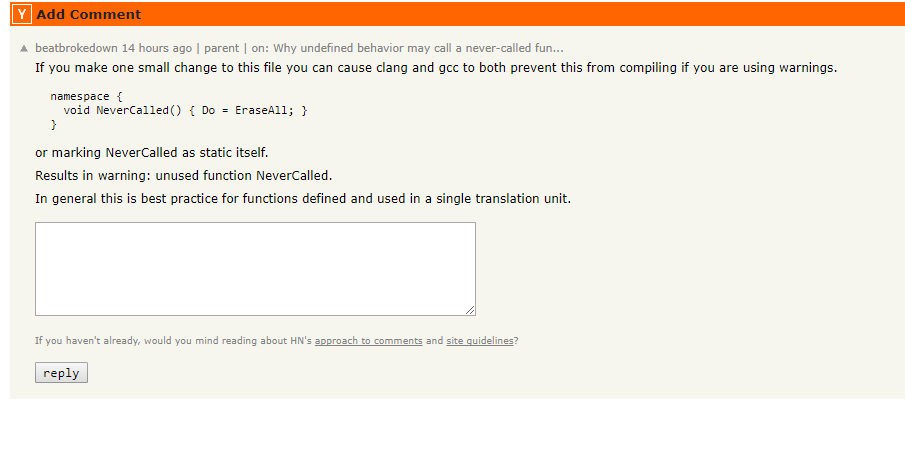 Y Add Comment
▲ beatbrokedown 14 hours ago | parent | on: Why undefined behavior may call a never-called fun...
If you make one small change to this file you can cause clang and gcc to both prevent this from compiling if you are using warnings.
namespace {
  void NeverCalled() { Do = EraseAll; }
}
or marking NeverCalled as static itself.
Results in warning: unused function NeverCalled.
In general this is best practice for functions defined and used in a single translation unit.
If you haven't already, would you mind reading about HN's approach to comments and site guidelines?
reply